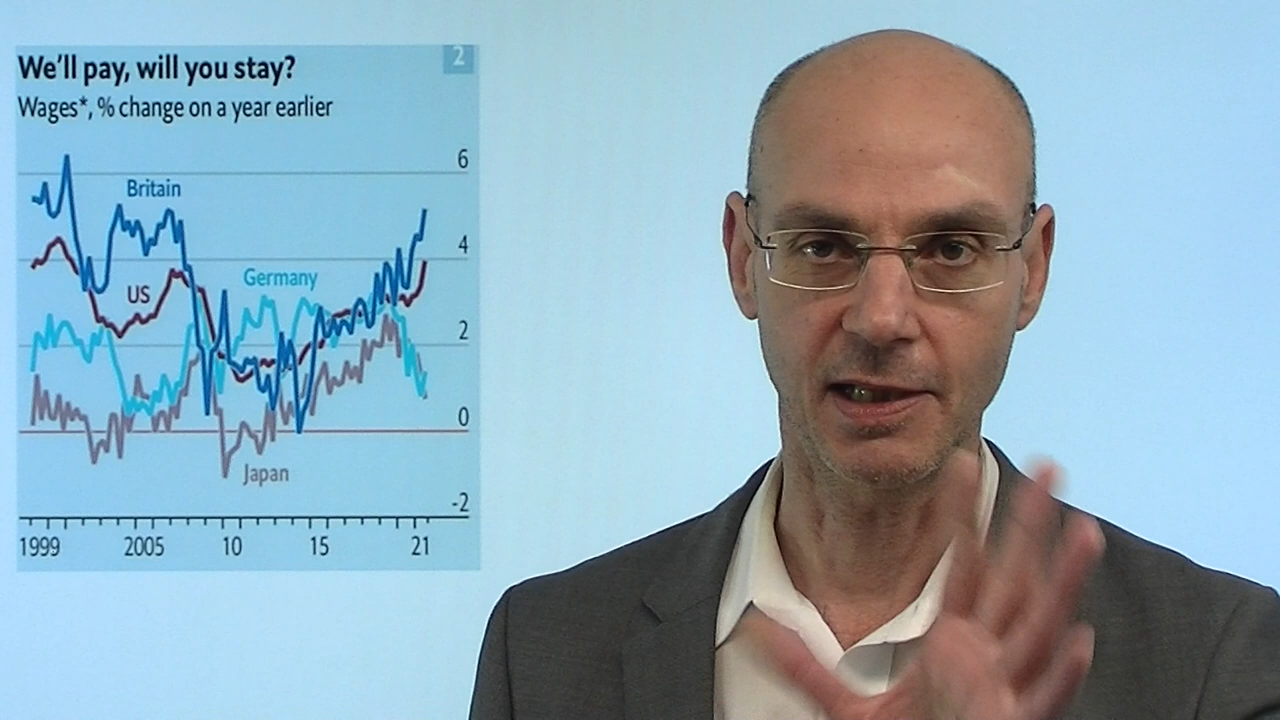 We'll pay, will you stay?
2
Wages*, % change on a year earlier
6
Britain
4
Germany
US
2
0
Japan
-2
1999 2005 10 15 21